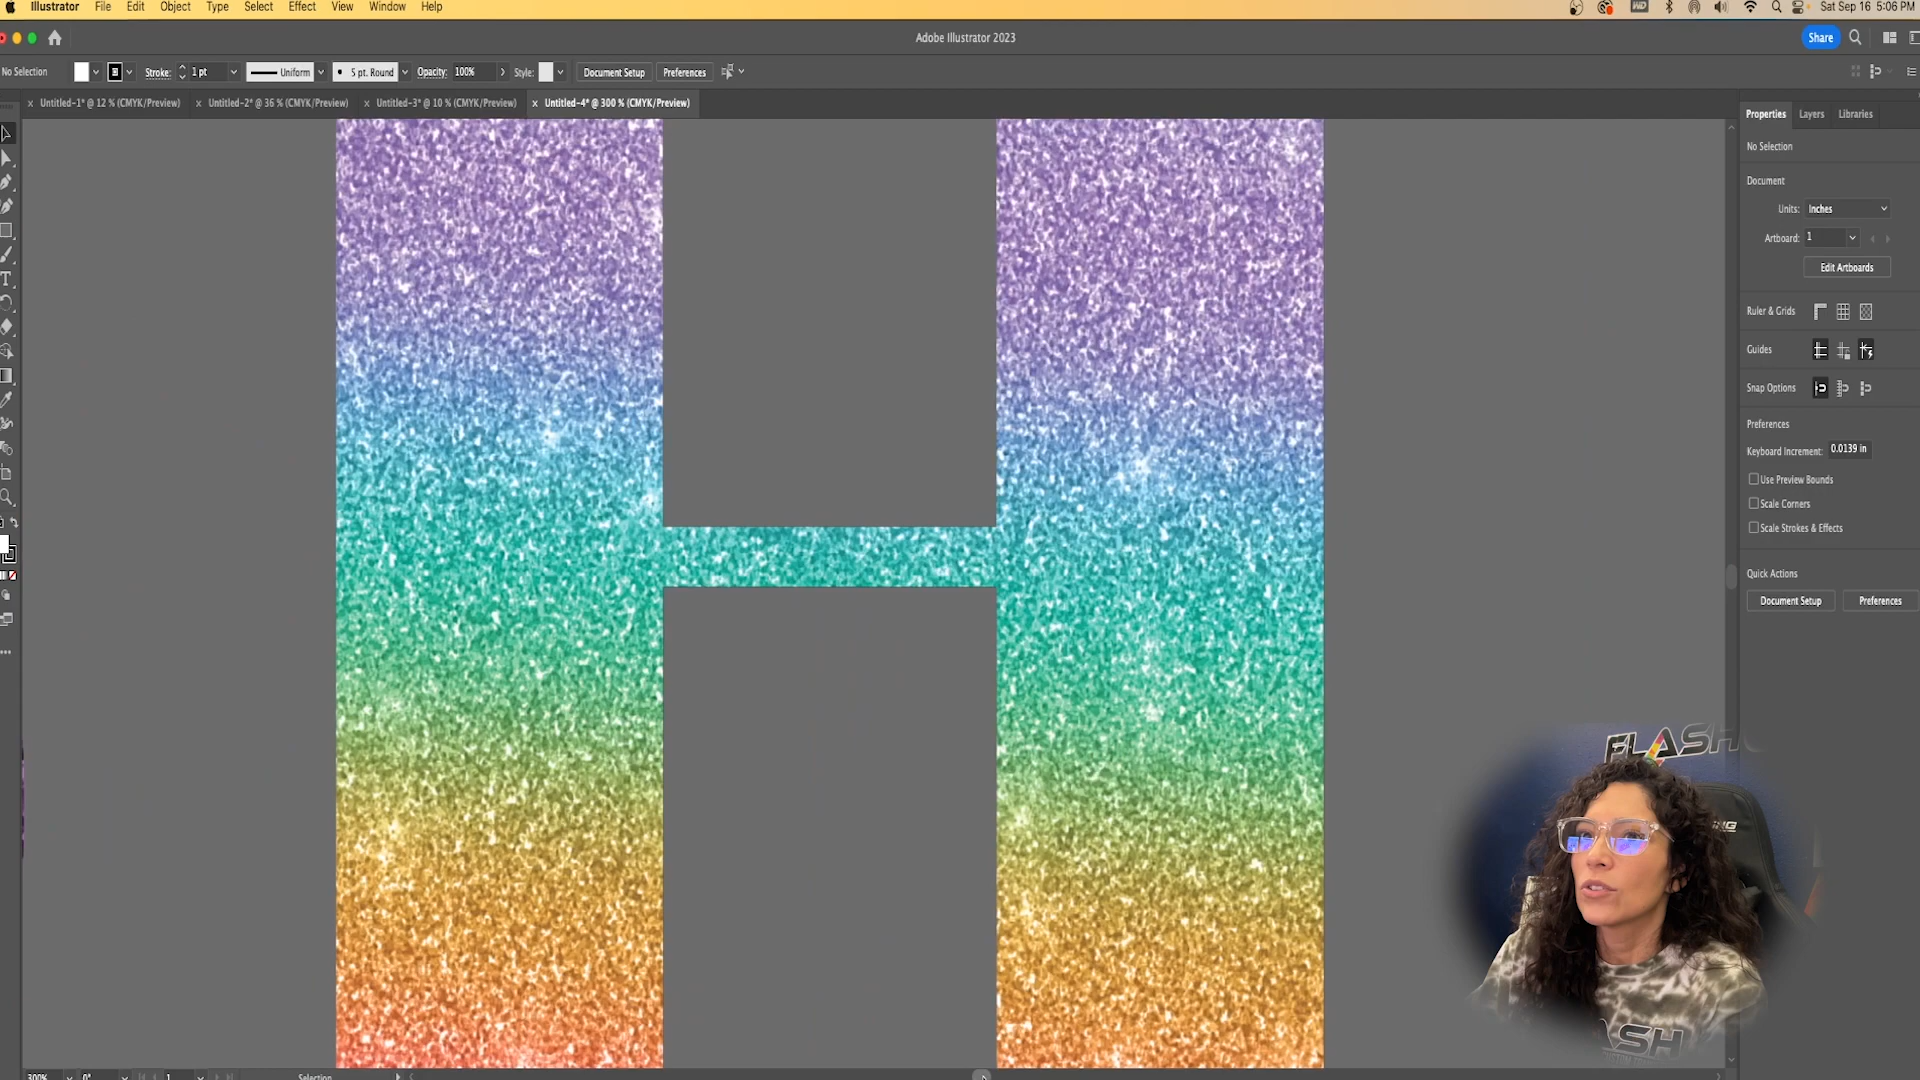 Illustrator File Edit Object Type Select Effect View Window Help
Sat Sep 16 5:06 PM
Adobe Illustrator 2023
Share
No Selection
Stroke: 1 pt Uniform 5 pt. Round Opacity: 100% Style: Document Setup Preferences
Untitled-1* @ 12 % (CMYK/Preview) Untitled-2* @ 36 % (CMYK/Preview) Untitled-3* @ 10 % (CMYK/Preview) Untitled-4* @ 300 % (CMYK/Preview)
Properties Layers Libraries
No Selection
Document
Units: Inches
Artboard: 1
Edit Artboards
Ruler & Grids
Guides
Snap Options
Preferences
Keyboard Increment: 0.0139 in
Use Preview Bounds
Scale Corners
Scale Strokes & Effects
Quick Actions
Document Setup Preferences
FLASH
300% 0° 1 Selection